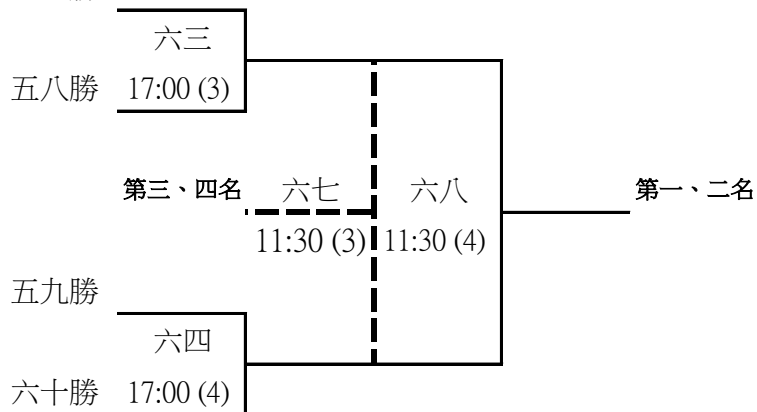 六三
五八勝
17:00 (3)
第三、四名
六七
六八
第一、二名
11:30 (3)
11:30 (4)
五九勝
六四
六十勝
17:00 (4)